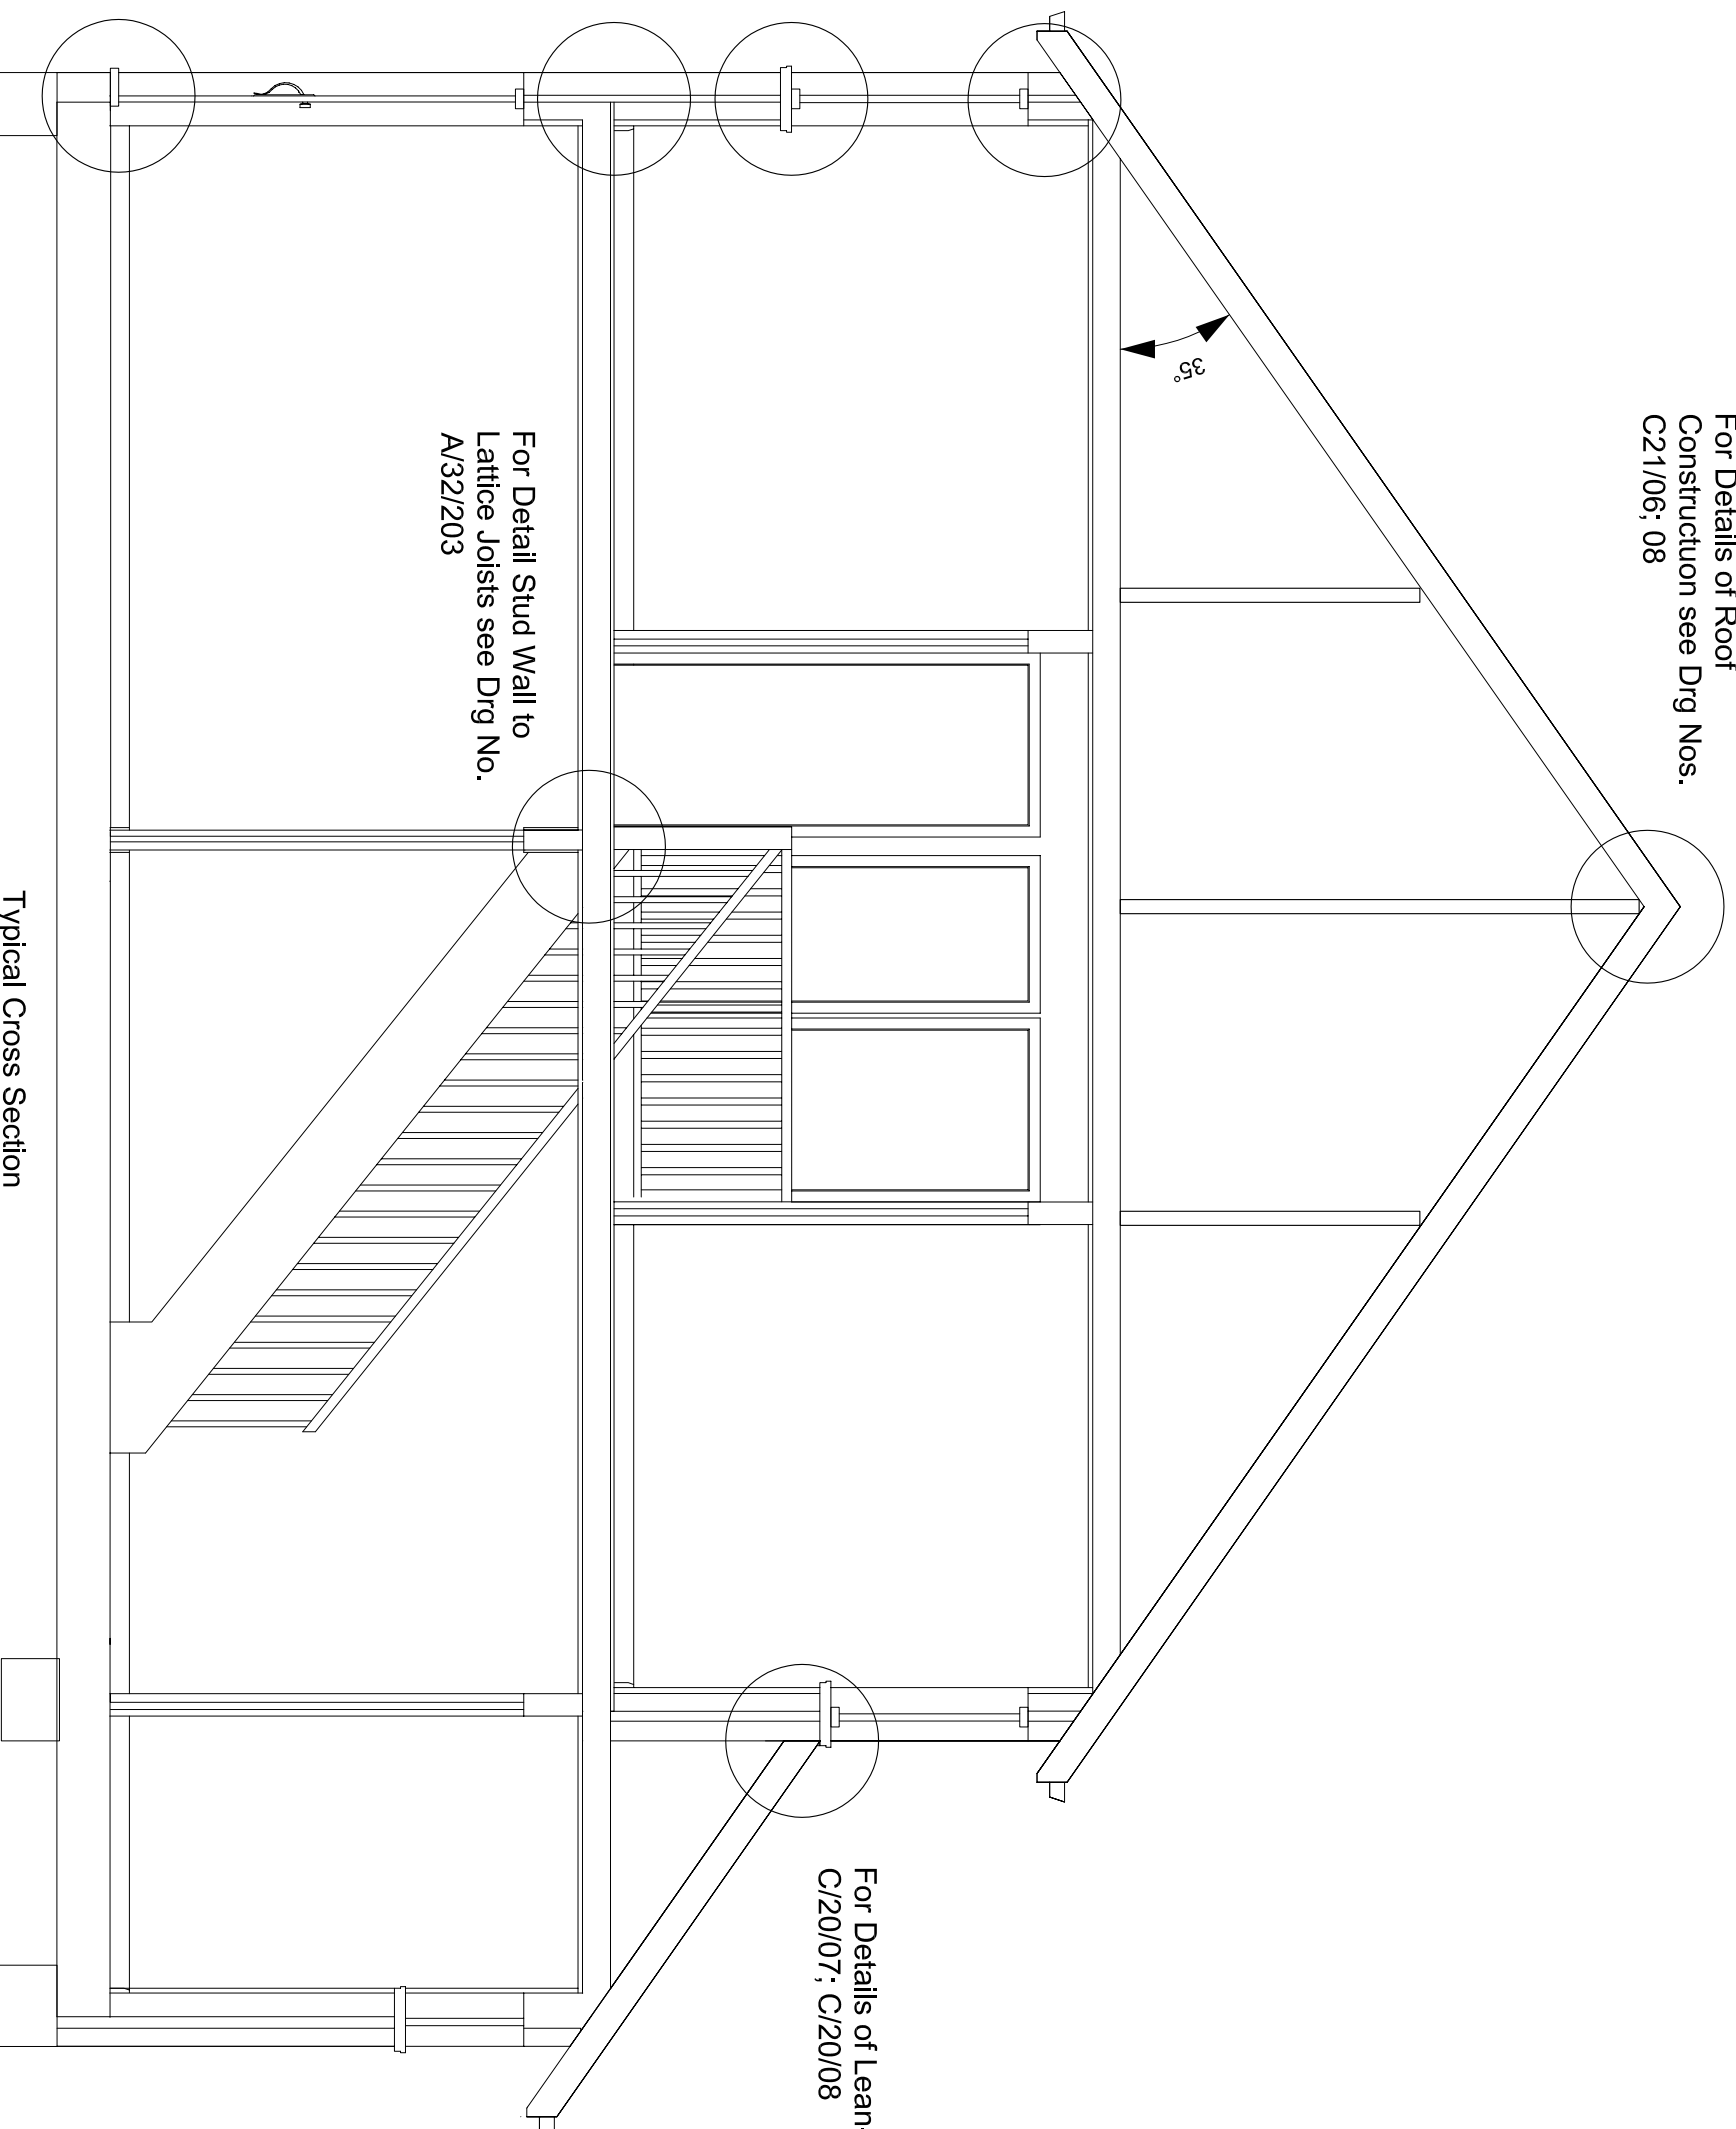 For Details of Roof
Constructuon see Drg Nos.
C21/06; 08
35°
For Detail Stud Wall to
Lattice Joists see Drg No.
A/32/203
For Details of Lean-
C/20/07; C/20/08
Typical Cross Section